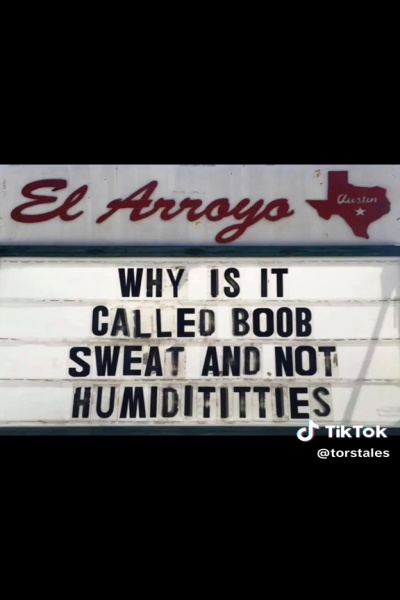 El Arroyo
Austin
WHY IS IT
CALLED BOOB
SWEAT AND NOT
HUMIDITITTIES
TikTok
@torstales